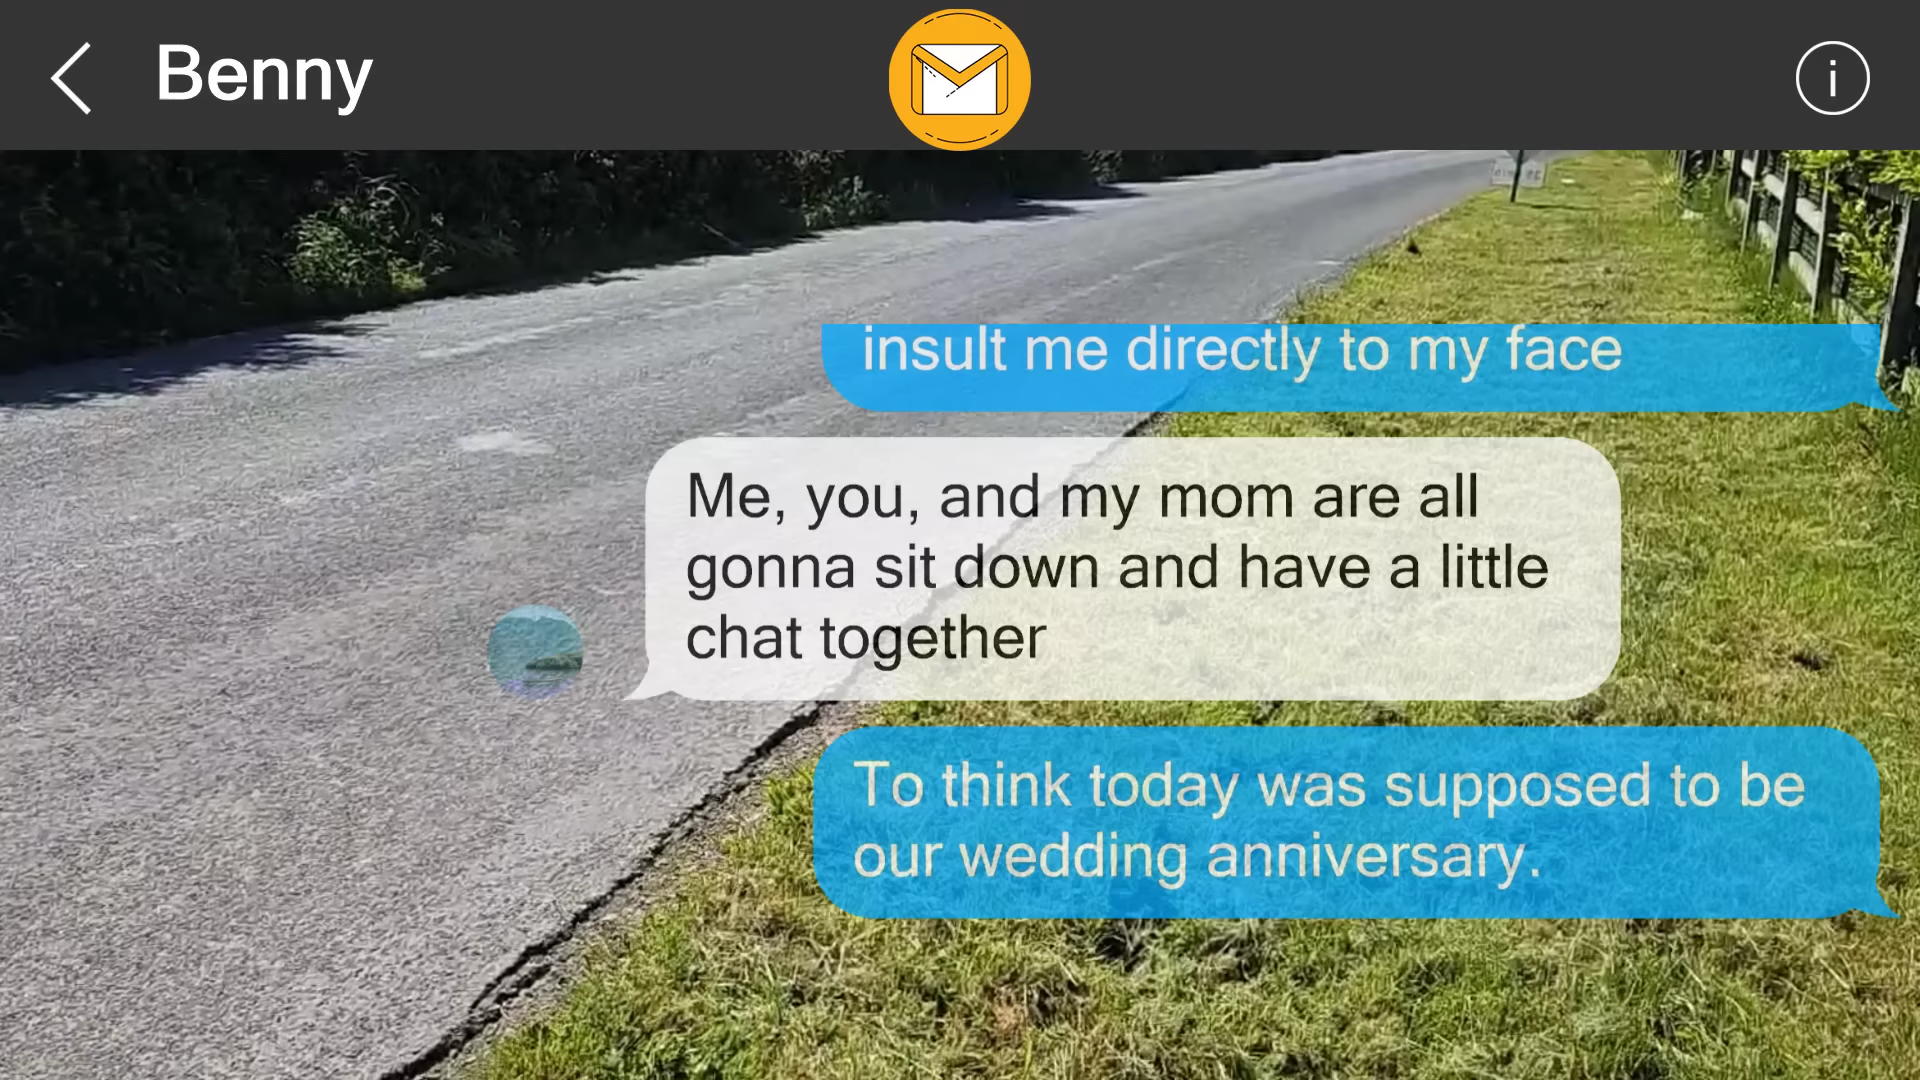 Benny
i
insult me directly to my face
Me, you, and my mom are all
gonna sit down and have a little
chat together
To think today was supposed to be
our wedding anniversary.